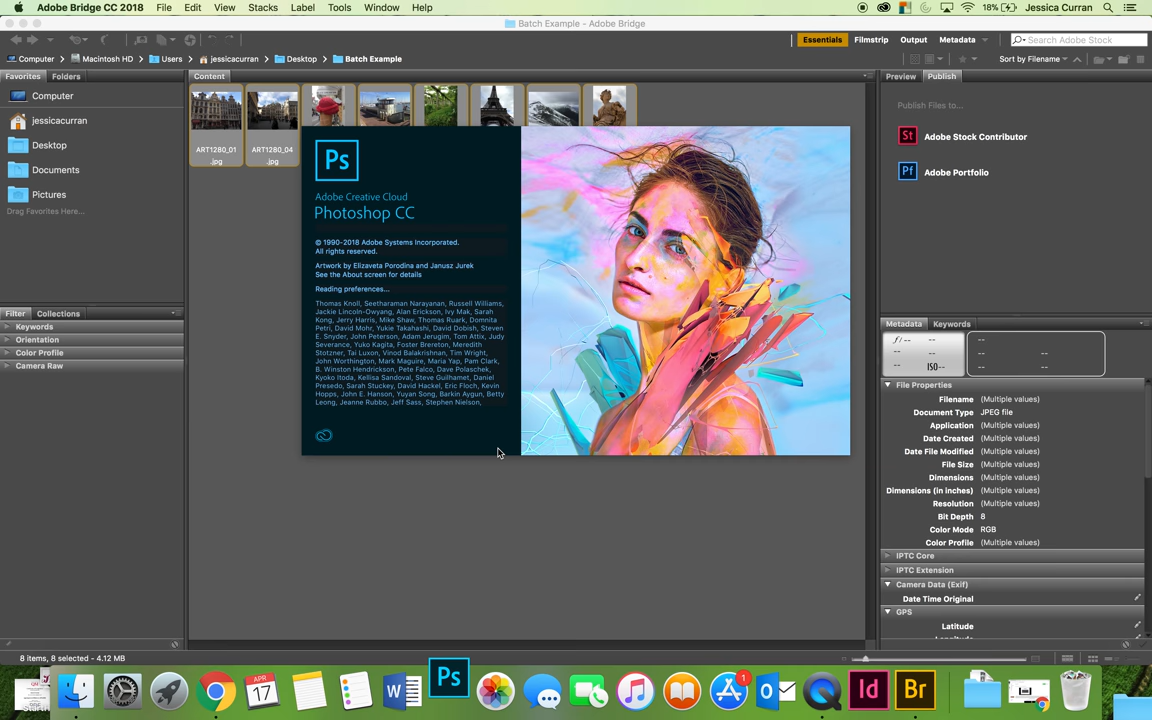 Adobe Bridge CC 2018 File Edit View Stacks Label Tools Window Help 18% Jessica Curran
Batch Example - Adobe Bridge
Essentials Filmstrip Output Metadata Search Adobe Stock
Computer Macintosh HD Users jessicacurran Desktop Batch Example Sort by Filename
Favorites Folders Content Preview Publish
Computer
jessicacurran
Desktop
Documents
Pictures
Drag Favorites Here...
Filter Collections
Keywords
Orientation
Color Profile
Camera Raw
ART1280_01
.jpg
ART1280_04
.jpg
Ps
Adobe Creative Cloud
Photoshop CC
© 1990-2018 Adobe Systems Incorporated.
All rights reserved.
Artwork by Elizaveta Porodina and Janusz Jurek
See the About screen for details
Reading preferences...
Thomas Knoll, Seetharaman Narayanan, Russell Williams,
Jackie Lincoln-Owyang, Alan Erickson, Ivy Mak, Sarah
Kong, Jerry Harris, Mike Shaw, Thomas Ruark, Domnita
Petri, David Mohr, Yukie Takahashi, David Dobish, Steven
E. Snyder, John Peterson, Adam Jerugim, Tom Attix, Judy
Severance, Yuko Kagita, Foster Brereton, Meredith
Stotzner, Tai Luxon, Vinod Balakrishnan, Tim Wright,
John Worthington, Mark Maguire, Maria Yap, Pam Clark,
B. Winston Hendrickson, Pete Falco, Dave Polaschek,
Kyoko Itoda, Kellisa Sandoval, Steve Guilhamet, Daniel
Presedo, Sarah Stuckey, David Hackel, Eric Floch, Kevin
Hopps, John E. Hanson, Yuyan Song, Barkin Aygun, Betty
Leong, Jeanne Rubbo, Jeff Sass, Stephen Nielson,
Publish Files to...
St Adobe Stock Contributor
Pf Adobe Portfolio
Metadata Keywords
ƒ/-- --
-- --
-- ISO--
--
-- --
-- --
File Properties
Filename (Multiple values)
Document Type JPEG file
Application (Multiple values)
Date Created (Multiple values)
Date File Modified (Multiple values)
File Size (Multiple values)
Dimensions (Multiple values)
Dimensions (in inches) (Multiple values)
Resolution (Multiple values)
Bit Depth 8
Color Mode RGB
Color Profile (Multiple values)
IPTC Core
IPTC Extension
Camera Data (Exif)
Date Time Original
GPS
Latitude
8 items, 8 selected - 4.12 MB
APR
17
W
Ps
1
Id
Br